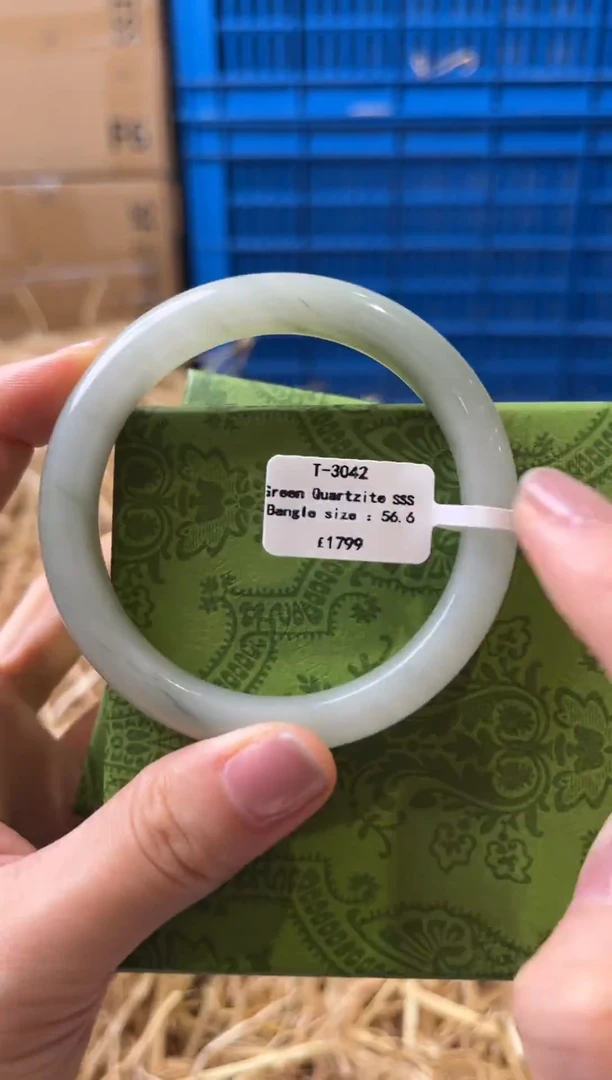 T-3042
Green Quartzite SSS
Bangle size : 56.6
£1799